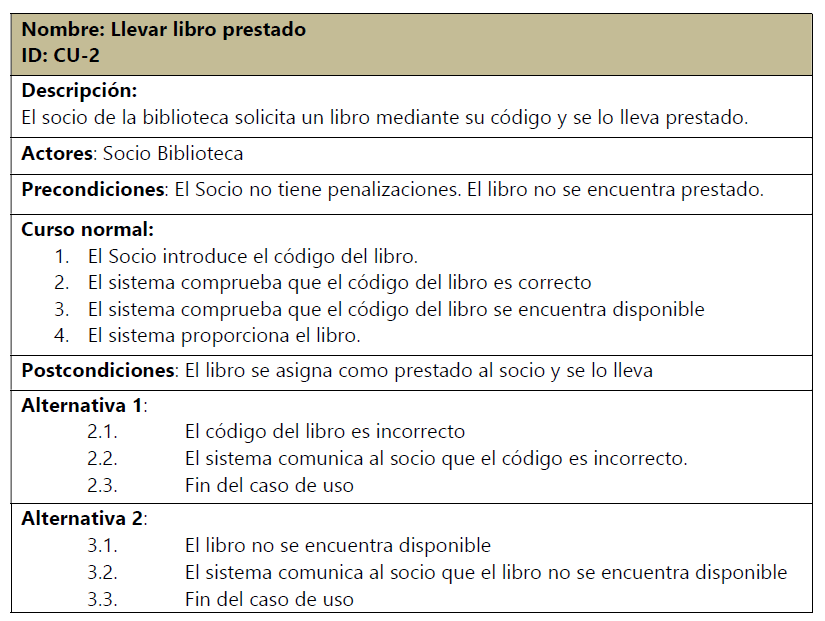 Nombre: Llevar libro prestado
ID: CU-2
Descripción:
El socio de la biblioteca solicita un libro mediante su código y se lo lleva prestado.
Actores: Socio Biblioteca
Precondiciones: El Socio no tiene penalizaciones. El libro no se encuentra prestado.
Curso normal:
1. El Socio introduce el código del libro.
2. El sistema comprueba que el código del libro es correcto
3. El sistema comprueba que el código del libro se encuentra disponible
4. El sistema proporciona el libro.
Postcondiciones: El libro se asigna como prestado al socio y se lo lleva
Alternativa 1:
2.1. El código del libro es incorrecto
2.2. El sistema comunica al socio que el código es incorrecto.
2.3. Fin del caso de uso
Alternativa 2:
3.1. El libro no se encuentra disponible
3.2. El sistema comunica al socio que el libro no se encuentra disponible
3.3. Fin del caso de uso